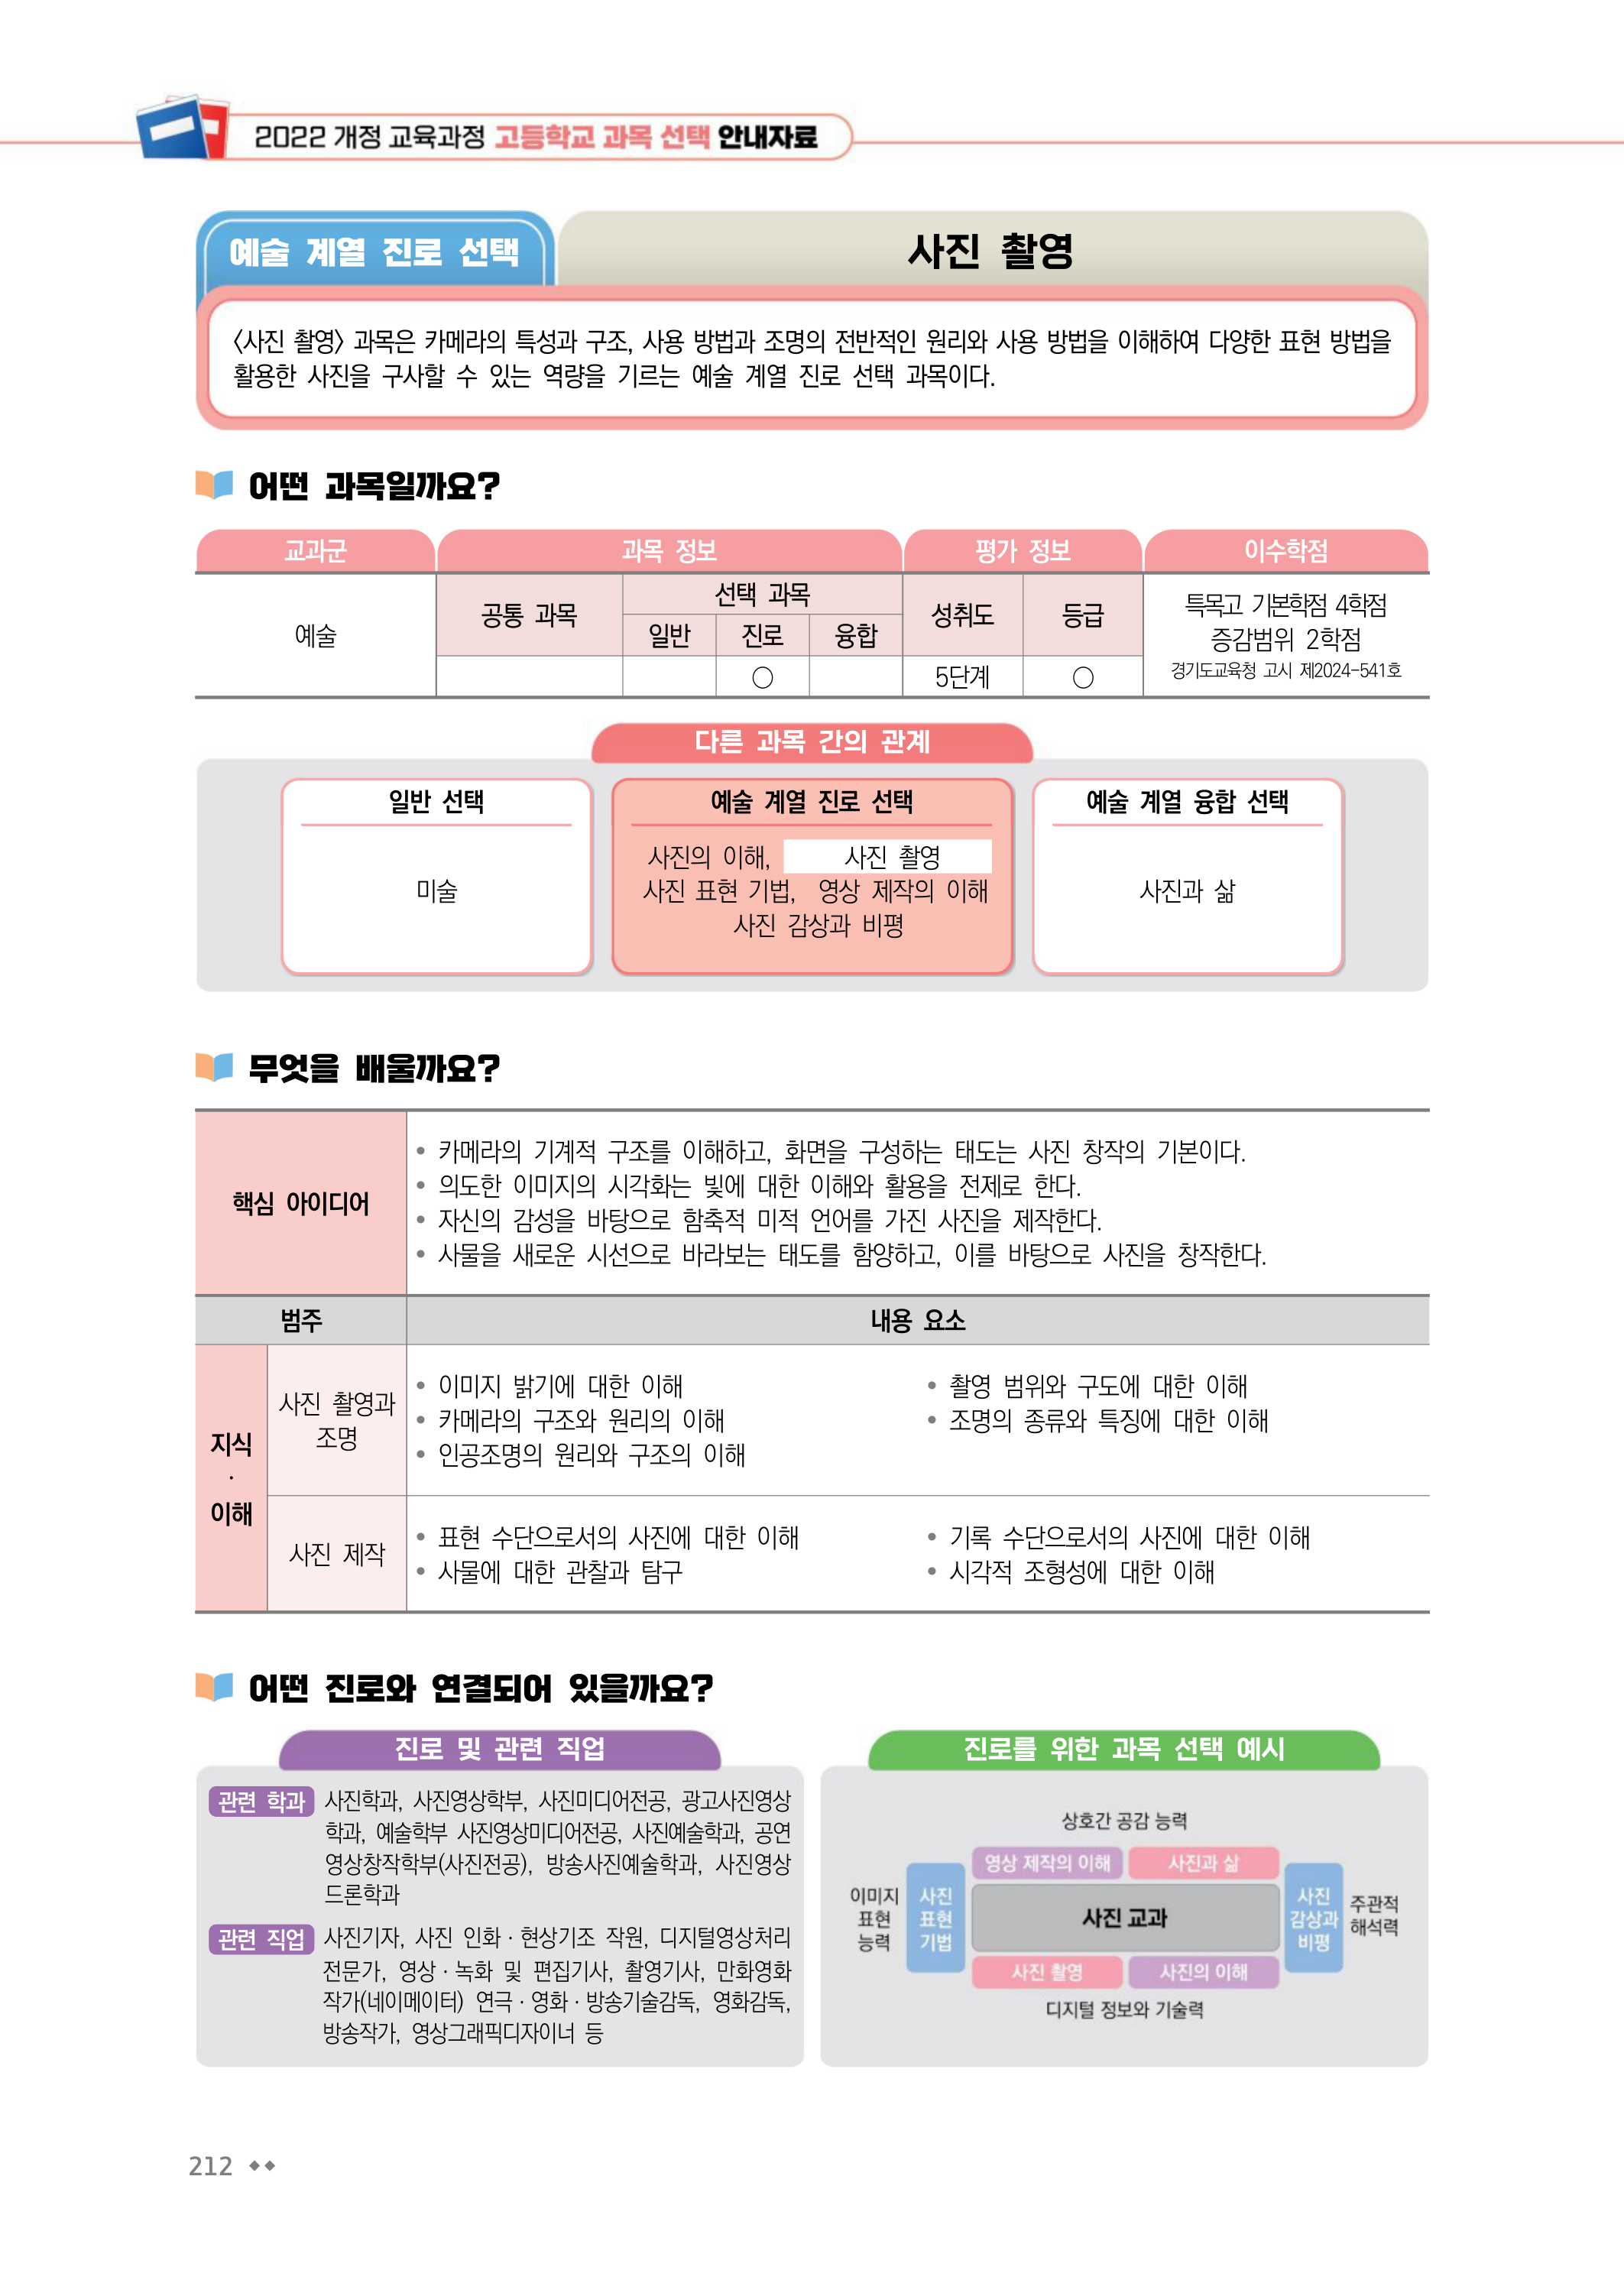 2022 개정 교육과정 고등학교 과목 선택 안내자료
예술 계열 진로 선택
사진 촬영
〈사진 촬영〉 과목은 카메라의 특성과 구조, 사용 방법과 조명의 전반적인 원리와 사용 방법을 이해하여 다양한 표현 방법을
활용한 사진을 구사할 수 있는 역량을 기르는 예술 계열 진로 선택 과목이다.
어떤 과목일까요?
교과군 과목 정보 평가 정보 이수학점
예술
공통 과목
선택 과목
일반 진로 융합
○
성취도 등급
5단계 ○
특목고 기본학점 4학점
증감범위 2학점
경기도교육청 고시 제2024-541호
다른 과목 간의 관계
일반 선택
미술
예술 계열 진로 선택
사진의 이해, 사진 촬영
사진 표현 기법, 영상 제작의 이해
사진 감상과 비평
예술 계열 융합 선택
사진과 삶
무엇을 배울까요?
핵심 아이디어
• 카메라의 기계적 구조를 이해하고, 화면을 구성하는 태도는 사진 창작의 기본이다.
• 의도한 이미지의 시각화는 빛에 대한 이해와 활용을 전제로 한다.
• 자신의 감성을 바탕으로 함축적 미적 언어를 가진 사진을 제작한다.
• 사물을 새로운 시선으로 바라보는 태도를 함양하고, 이를 바탕으로 사진을 창작한다.
범주 내용 요소
지식
·
이해
사진 촬영과
조명
• 이미지 밝기에 대한 이해
• 카메라의 구조와 원리의 이해
• 인공조명의 원리와 구조의 이해
• 촬영 범위와 구도에 대한 이해
• 조명의 종류와 특징에 대한 이해
사진 제작
• 표현 수단으로서의 사진에 대한 이해
• 사물에 대한 관찰과 탐구
• 기록 수단으로서의 사진에 대한 이해
• 시각적 조형성에 대한 이해
어떤 진로와 연결되어 있을까요?
진로 및 관련 직업
관련 학과 사진학과, 사진영상학부, 사진미디어전공, 광고사진영상
학과, 예술학부 사진영상미디어전공, 사진예술학과, 공연
영상창작학부(사진전공), 방송사진예술학과, 사진영상
드론학과
관련 직업 사진기자, 사진 인화·현상기조 작원, 디지털영상처리
전문가, 영상·녹화 및 편집기사, 촬영기사, 만화영화
작가(네이메이터) 연극·영화·방송기술감독, 영화감독,
방송작가, 영상그래픽디자이너 등
진로를 위한 과목 선택 예시
상호간 공감 능력
영상 제작의 이해 사진과 삶
이미지
표현
능력
사진
표현
기법
사진 교과
사진
감상과
비평
주관적
해석력
사진 촬영 사진의 이해
디지털 정보와 기술력
212